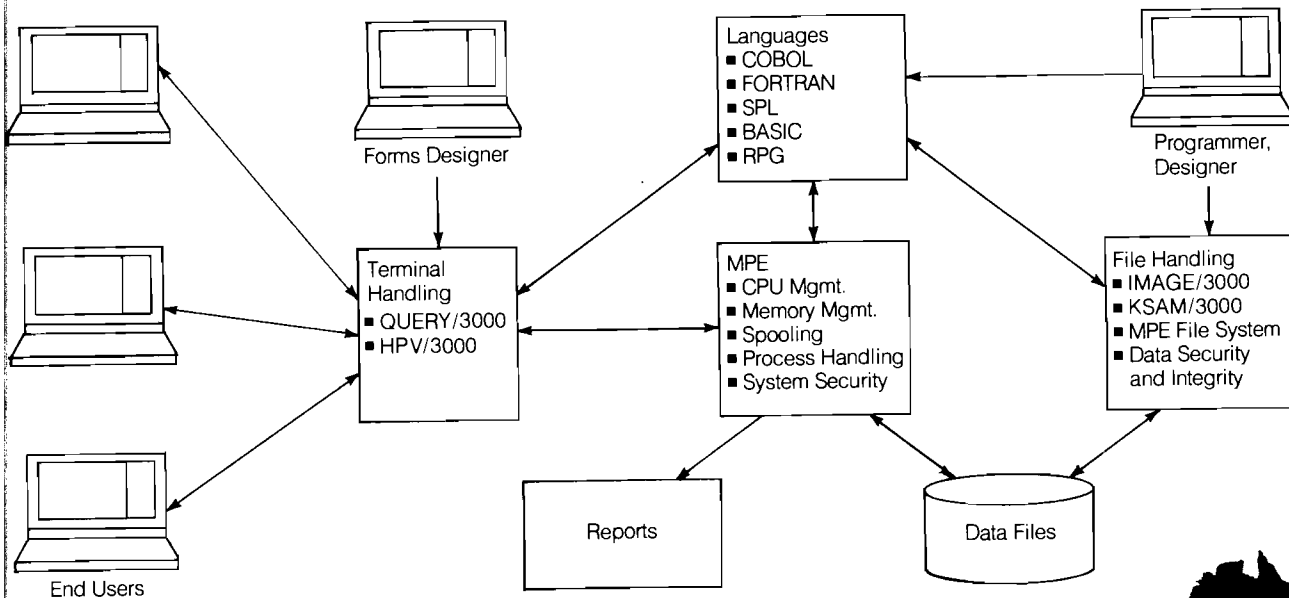 Forms Designer
Languages
■ COBOL
■ FORTRAN
■ SPL
■ BASIC
■ RPG
Programmer,
Designer
Terminal
Handling
■ QUERY/3000
■ HPV/3000
MPE
■ CPU Mgmt.
■ Memory Mgmt.
■ Spooling
■ Process Handling
■ System Security
File Handling
■ IMAGE/3000
■ KSAM/3000
■ MPE File System
■ Data Security
and Integrity
End Users
Reports
Data Files